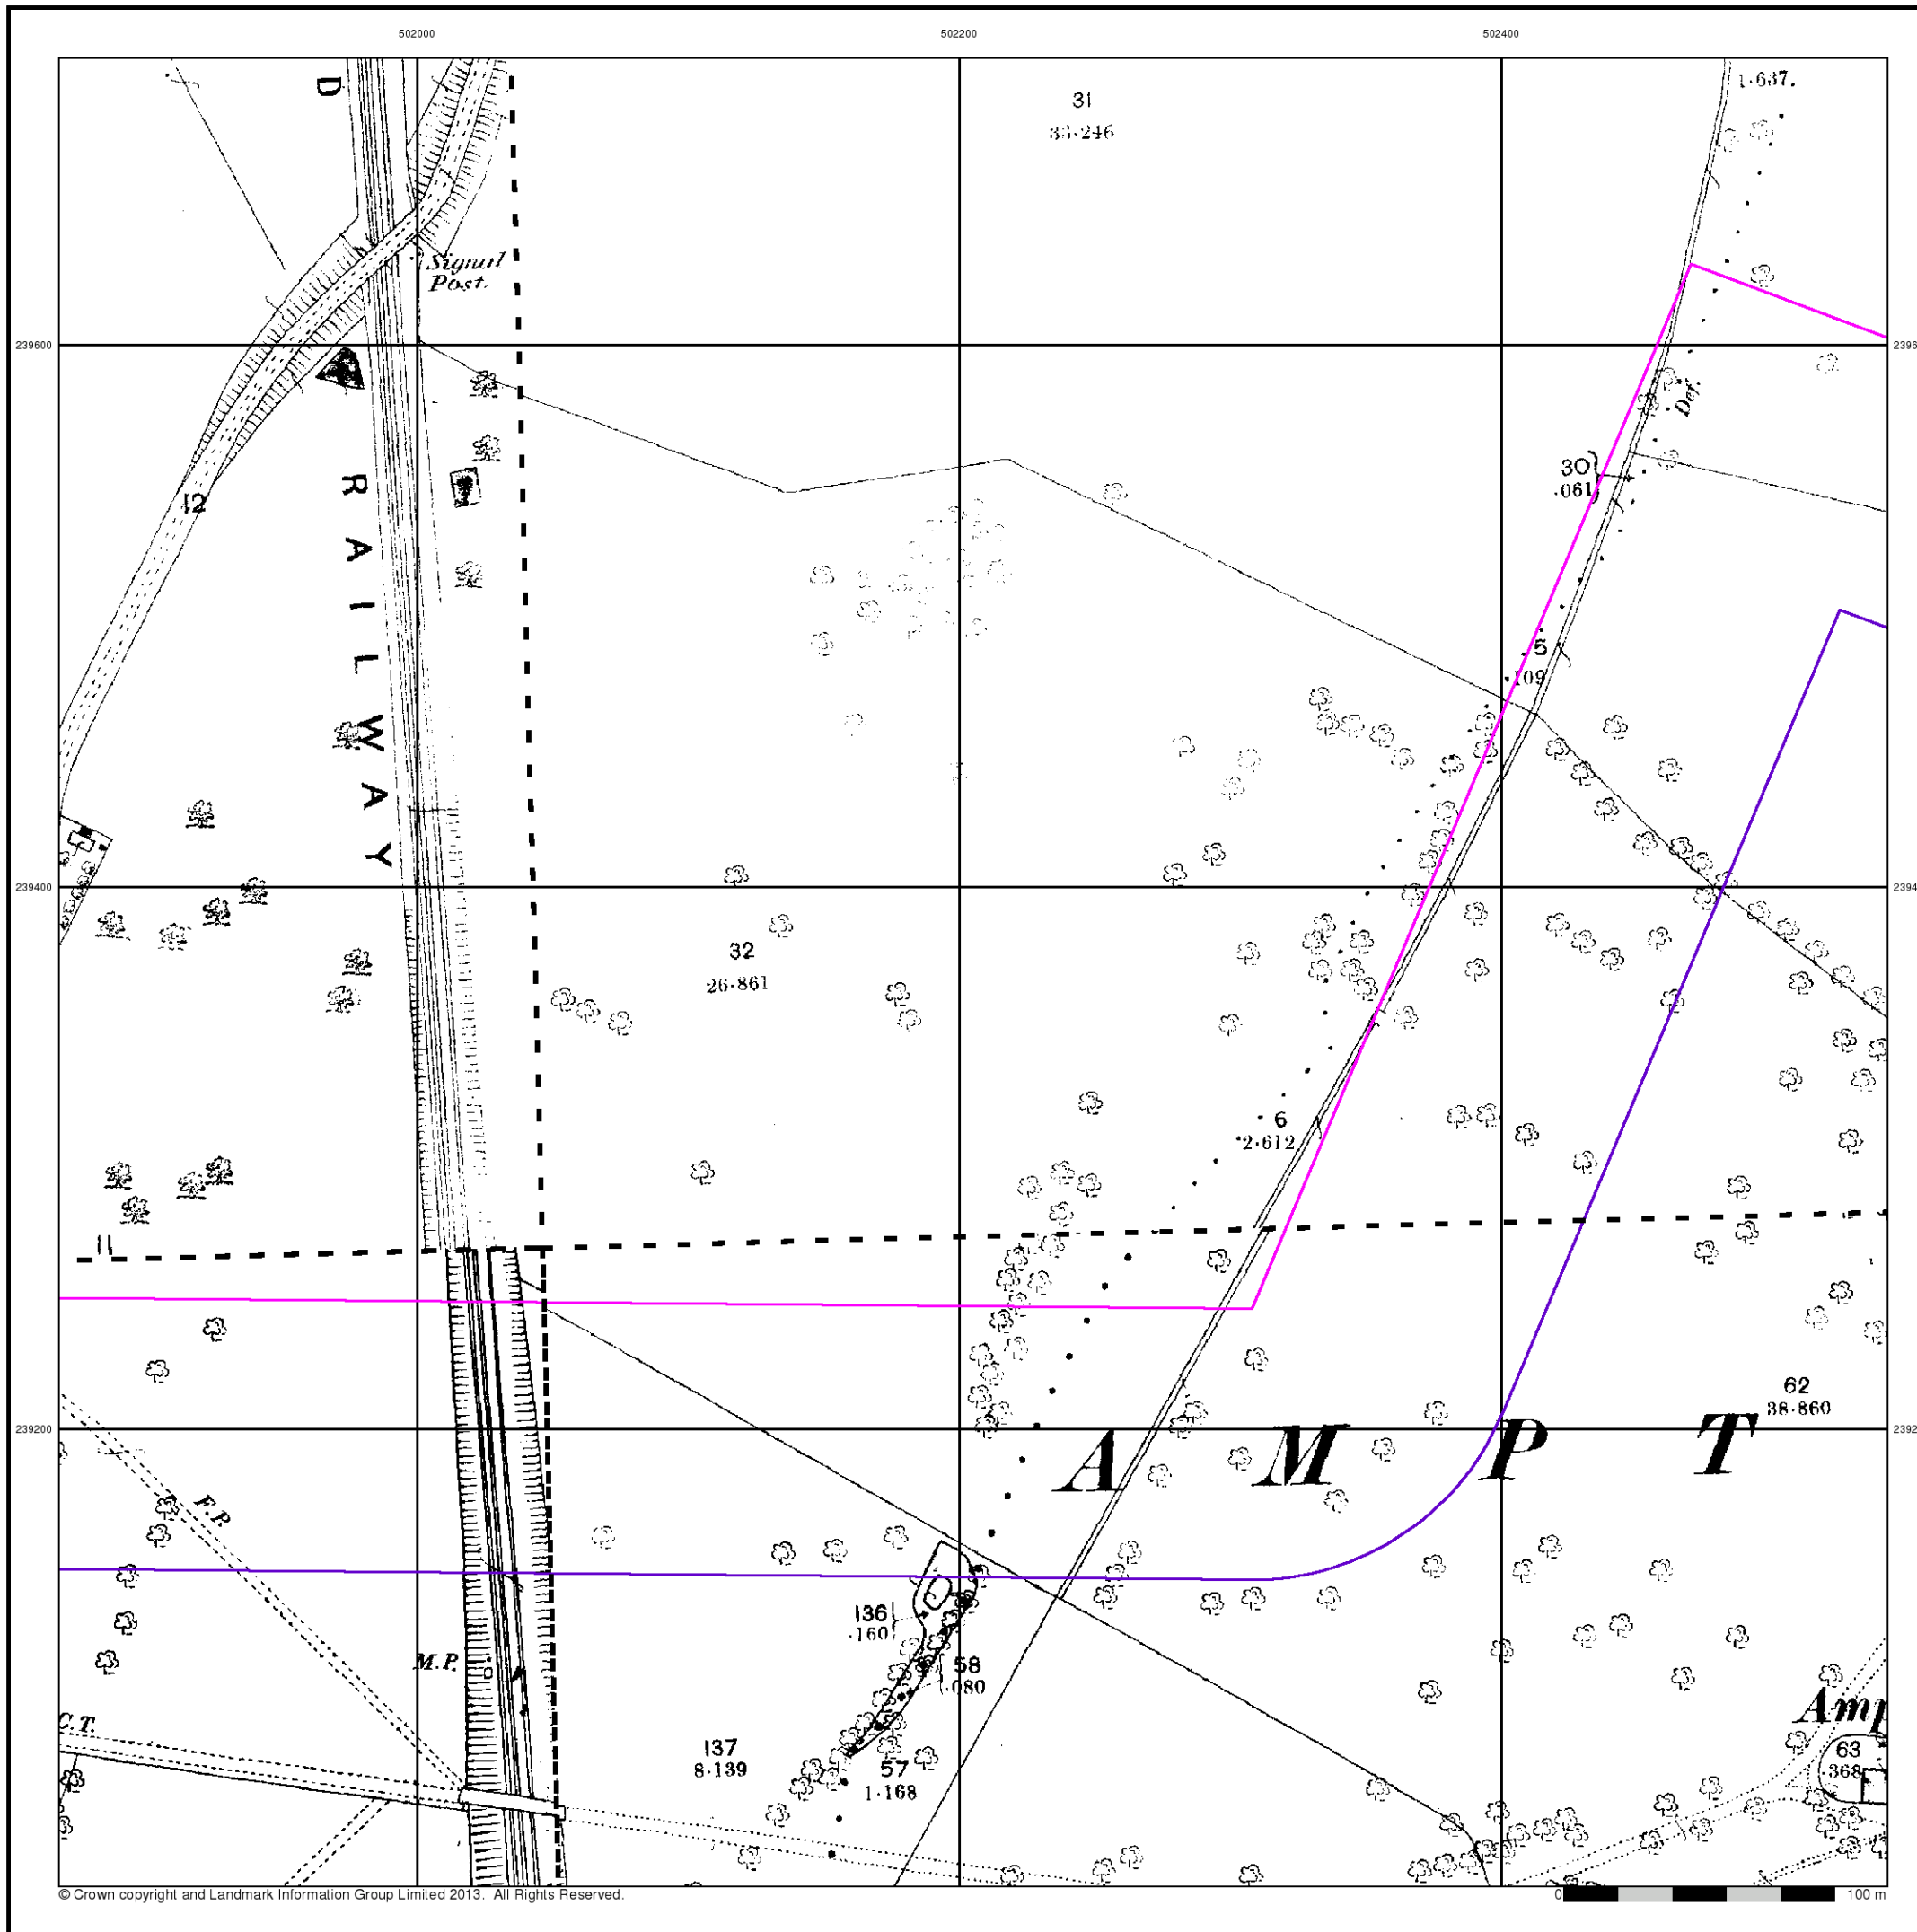 502000
502200
502400
D
31
1·637.
Signal
Post.
239600
Def.
30
.061
12
RAILWAY
5
.109
239400
32
26·861
6
2·612
11
62
38·860
239200
A M P T
F.P.
136
.160
M.P.
58
.080
C.T.
137
8·139
57
1·168
Amp
63
.368
© Crown copyright and Landmark Information Group Limited 2013. All Rights Reserved.
0
100 m